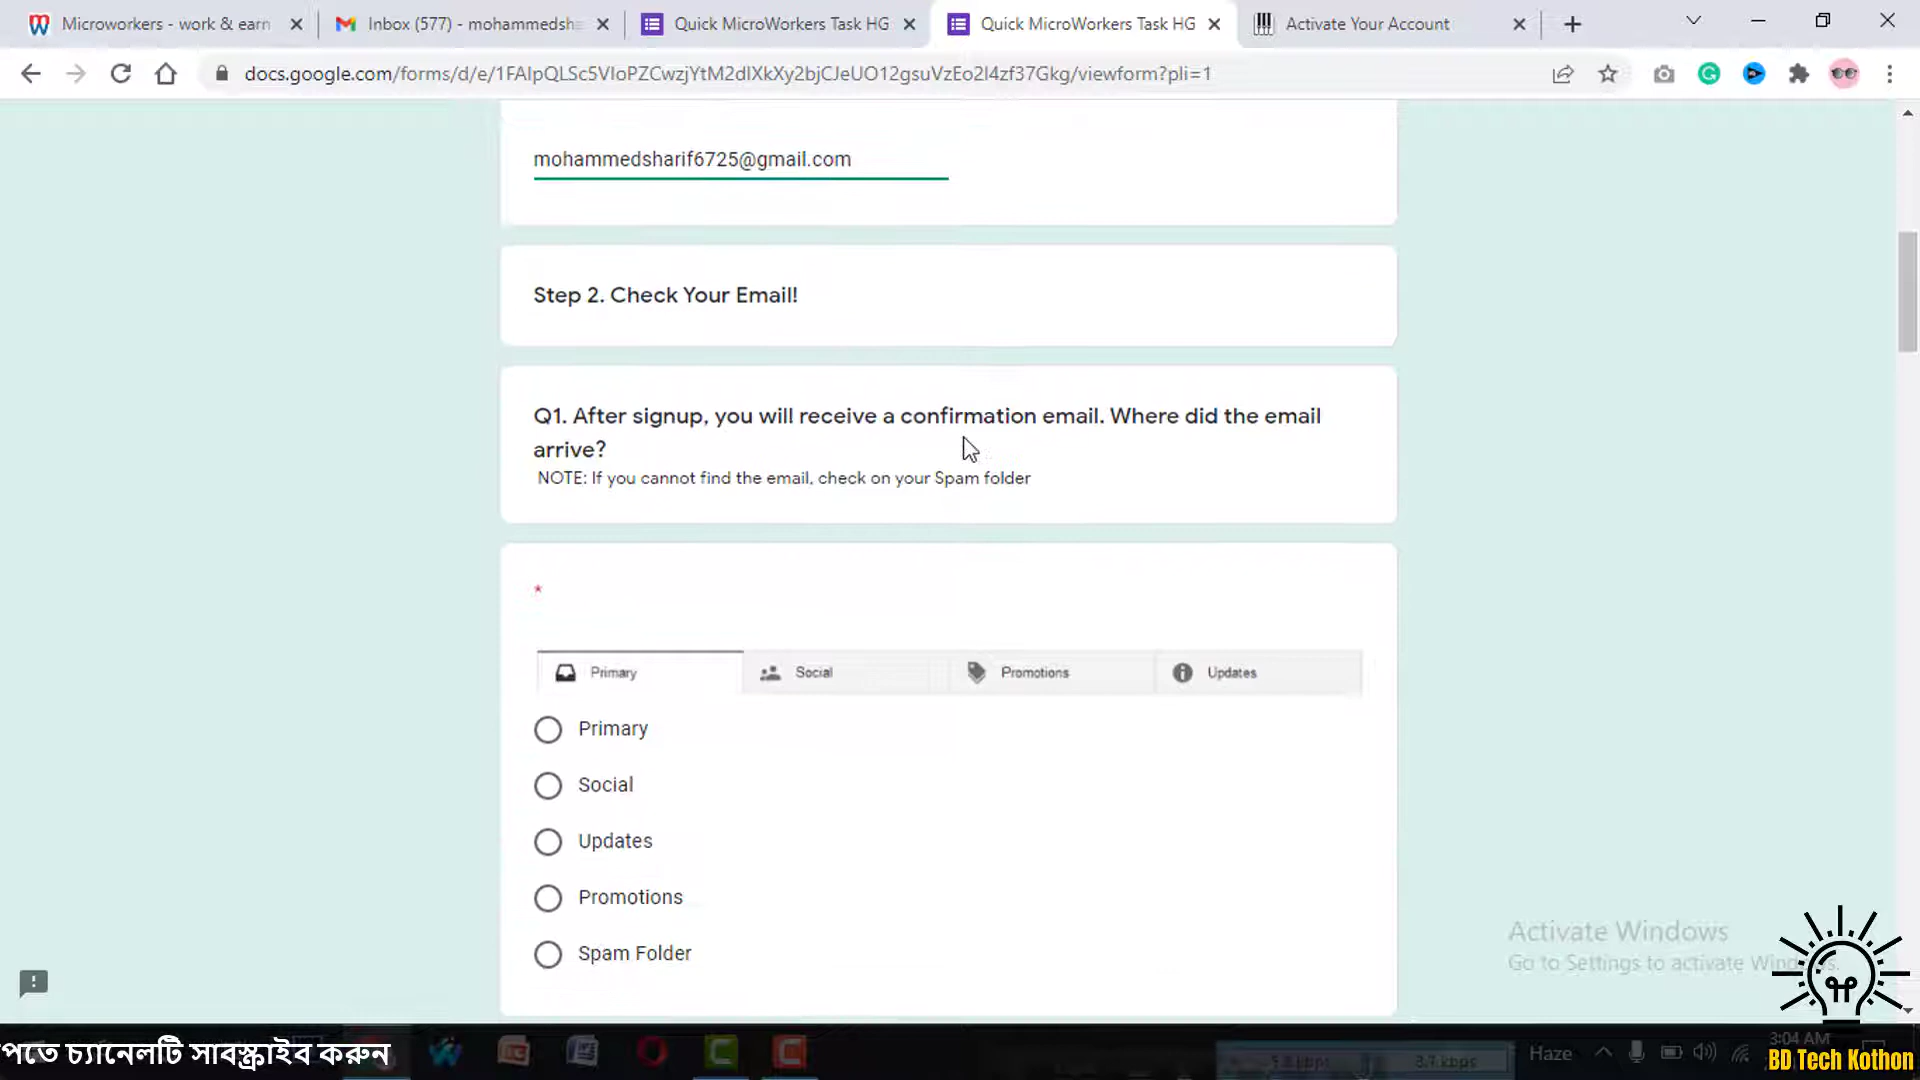 Microworkers - work & earn
Inbox (577) - mohammedsha
Quick MicroWorkers Task HG
Quick MicroWorkers Task HG
Activate Your Account
docs.google.com/forms/d/e/1FAIpQLSc5VIoPZCwzjYtM2dIXkXy2bjCJeUO12gsuVzEo2l4zf37Gkg/viewform?pli=1
mohammedsharif6725@gmail.com
Step 2. Check Your Email!
Q1. After signup, you will receive a confirmation email. Where did the email
arrive?
NOTE: If you cannot find the email, check on your Spam folder
*
Primary
Social
Promotions
Updates
Primary
Social
Updates
Promotions
Spam Folder
Activate Windows
Go to Settings to activate Windows.
পেতে চ্যানেলটি সাবস্ক্রাইব করুন
Haze
3:04 AM
BD Tech Kothon